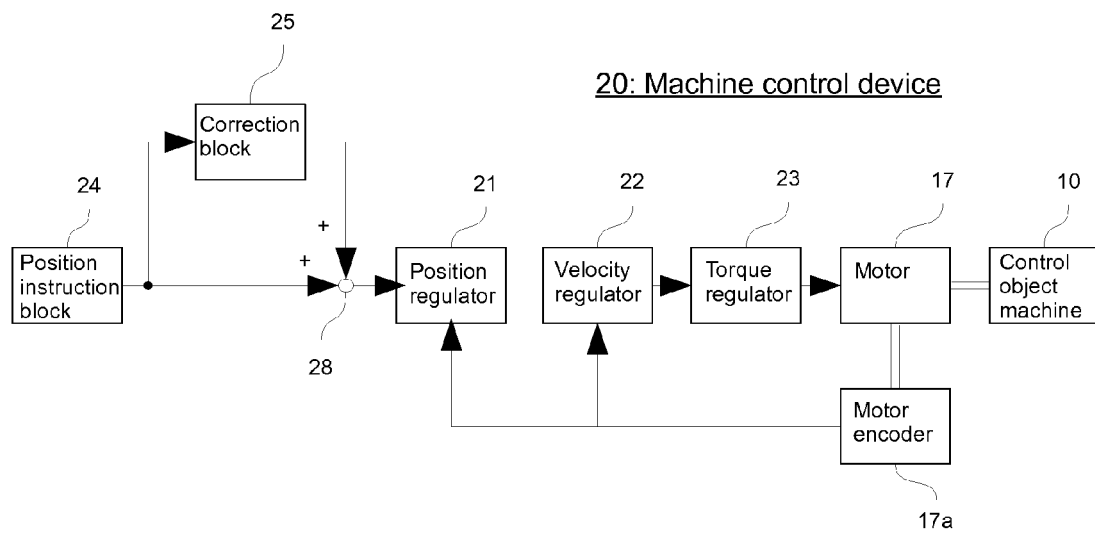 25
20: Machine control device
Correction
block
24
21
22
23
17
10
+
+
Position
instruction
block
Position
regulator
Velocity
regulator
Torque
regulator
Motor
Control
object
machine
28
Motor
encoder
17a